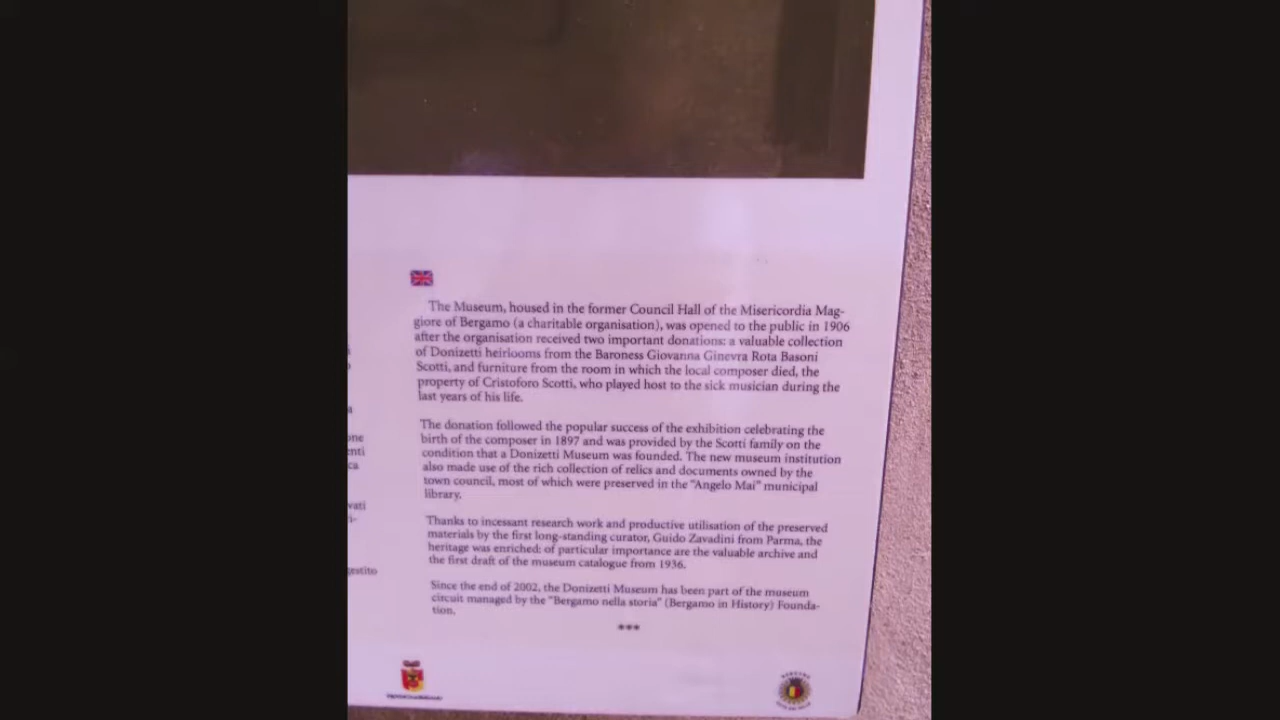 The Museum, housed in the former Council Hall of the Misericordia Mag-
giore of Bergamo (a charitable organisation), was opened to the public in 1906
after the organisation received two important donations: a valuable collection
of Donizetti heirlooms from the Baroness Giovanna Ginevra Rota Basoni
Scotti, and furniture from the room in which the local composer died, the
property of Cristoforo Scotti, who played host to the sick musician during the
last years of his life.
The donation followed the popular success of the exhibition celebrating the
birth of the composer in 1897 and was provided by the Scotti family on the
condition that a Donizetti Museum was founded. The new museum institution
also made use of the rich collection of relics and documents owned by the
town council, most of which were preserved in the "Angelo Mai" municipal
library.
Thanks to incessant research work and productive utilisation of the preserved
materials by the first long-standing curator, Guido Zavadini from Parma, the
heritage was enriched: of particular importance are the valuable archive and
the first draft of the museum catalogue from 1936.
Since the end of 2002, the Donizetti Museum has been part of the museum
circuit managed by the "Bergamo nella storia" (Bergamo in History) Founda-
tion.
***